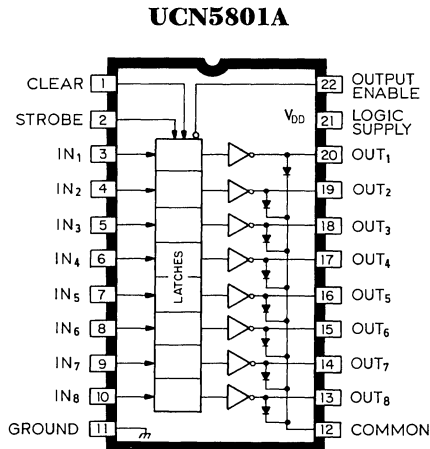 UCN5801A
CLEAR 1
22 OUTPUT ENABLE
STROBE 2
V_DD 21 LOGIC SUPPLY
IN₁ 3
20 OUT₁
IN₂ 4
19 OUT₂
IN₃ 5
18 OUT₃
IN₄ 6
17 OUT₄
LATCHES
IN₅ 7
16 OUT₅
IN₆ 8
15 OUT₆
IN₇ 9
14 OUT₇
IN₈ 10
13 OUT₈
GROUND 11
12 COMMON